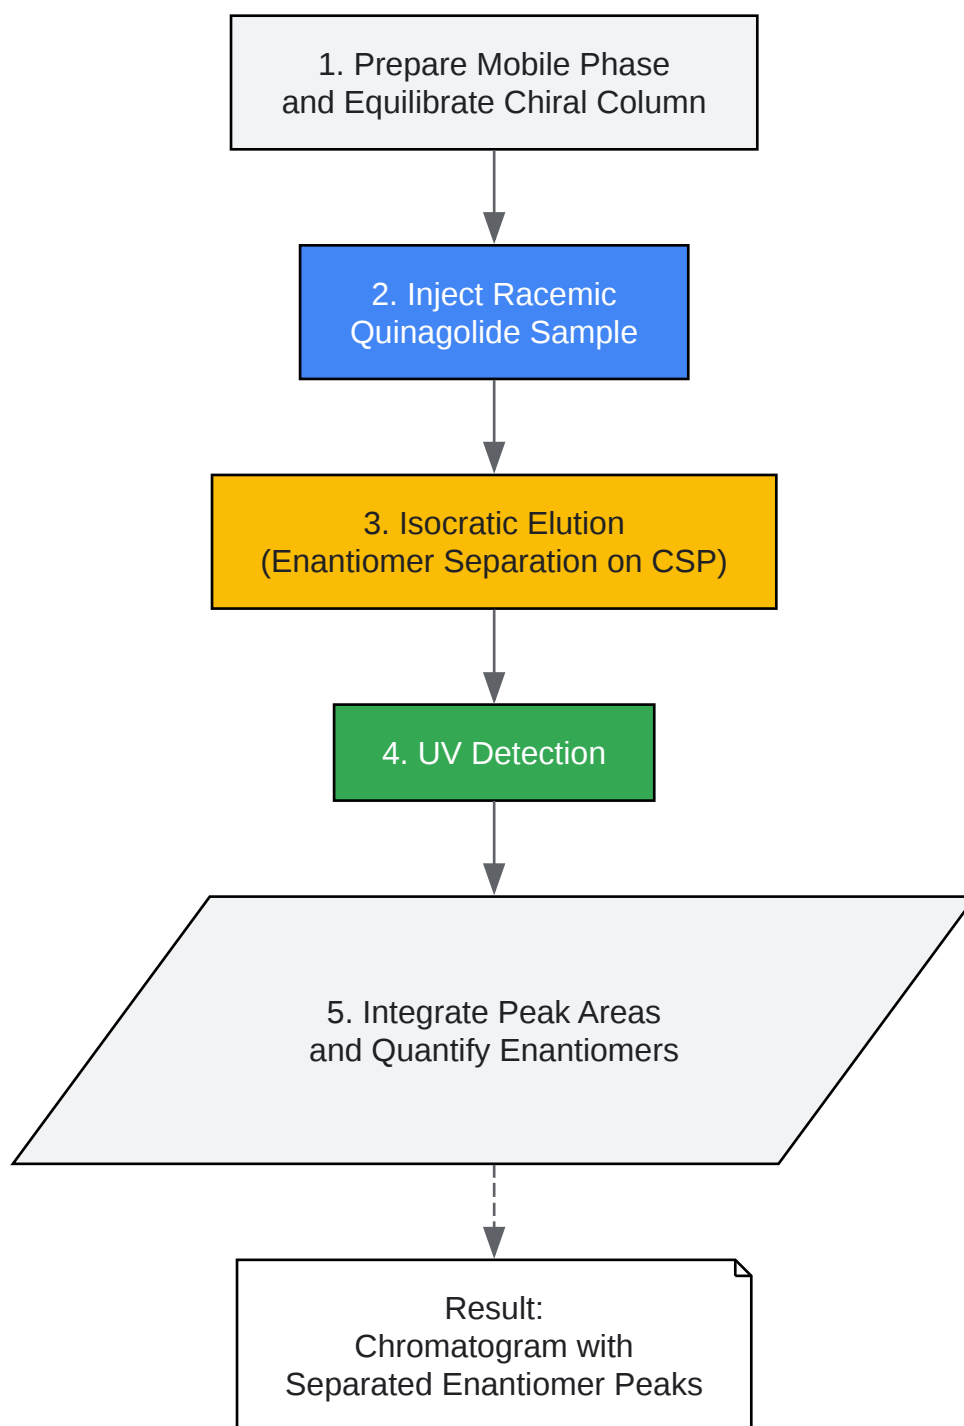 1. Prepare Mobile Phase
and Equilibrate Chiral Column
2. Inject Racemic
Quinagolide Sample
3. Isocratic Elution
(Enantiomer Separation on CSP)
4. UV Detection
5. Integrate Peak Areas
and Quantify Enantiomers
Result:
Chromatogram with
Separated Enantiomer Peaks